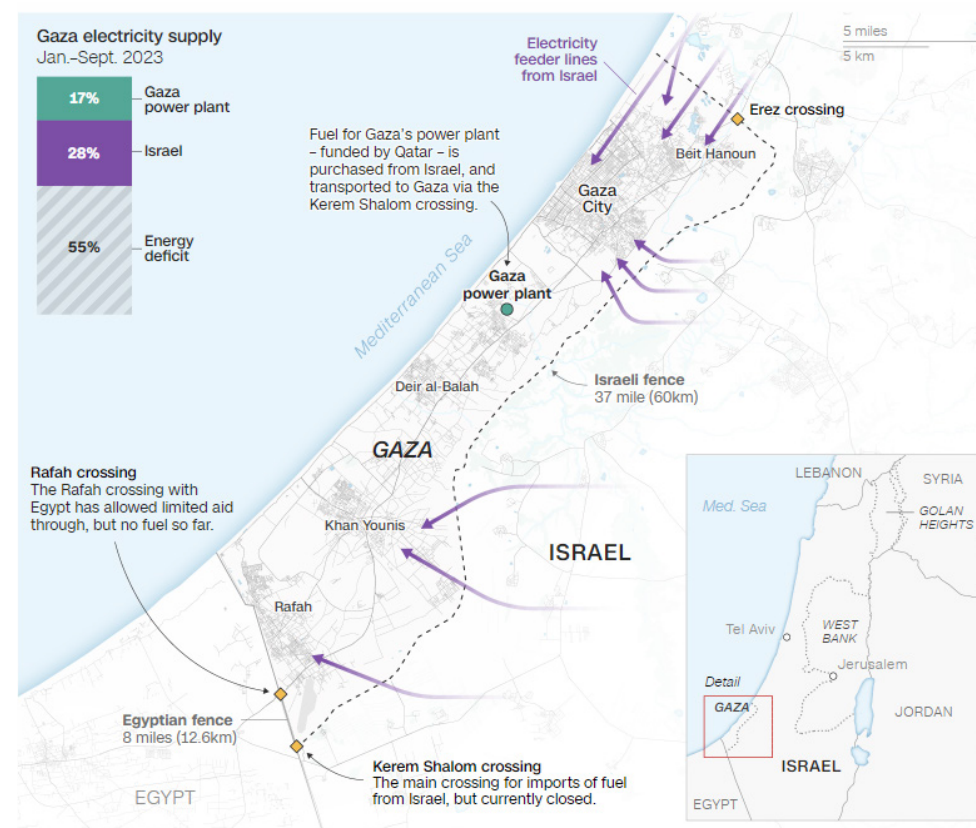 Gaza electricity supply
Jan.–Sept. 2023
17%
Gaza
power plant
28%
Israel
55%
Energy
deficit
Electricity
feeder lines
from Israel
5 miles
5 km
Erez crossing
Beit Hanoun
Fuel for Gaza's power plant
– funded by Qatar – is
purchased from Israel, and
transported to Gaza via the
Kerem Shalom crossing.
Gaza
City
Mediterranean Sea
Gaza
power plant
Deir al-Balah
Israeli fence
37 mile (60km)
GAZA
Rafah crossing
The Rafah crossing with
Egypt has allowed limited aid
through, but no fuel so far.
Khan Younis
ISRAEL
Rafah
Egyptian fence
8 miles (12.6km)
Kerem Shalom crossing
The main crossing for imports of fuel
from Israel, but currently closed.
EGYPT
LEBANON
SYRIA
Med. Sea
GOLAN
HEIGHTS
Tel Aviv
WEST
BANK
Jerusalem
Detail
GAZA
JORDAN
ISRAEL
EGYPT